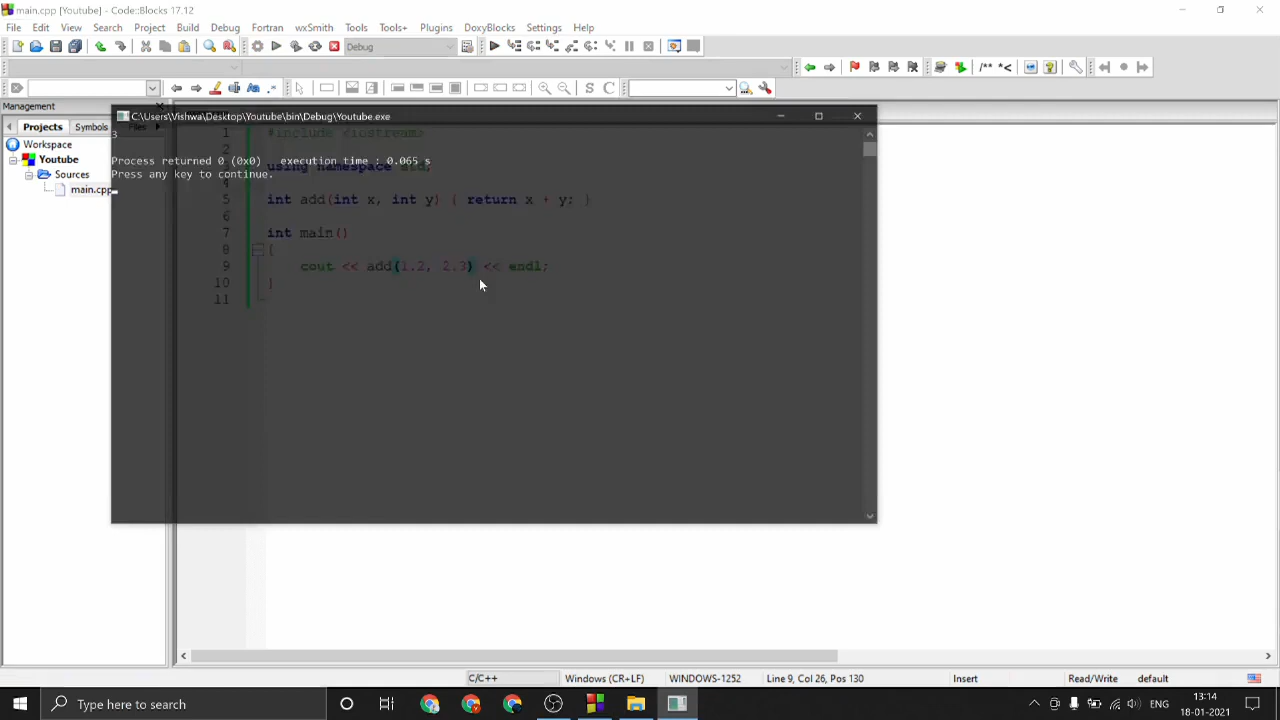 main.cpp [Youtube] - Code::Blocks 17.12
File Edit View Search Project Build Debug Fortran wxSmith Tools Tools+ Plugins DoxyBlocks Settings Help
Debug
/** *<
S C
Management
Projects Symbols Files
Workspace
Youtube
Sources
main.cpp
C:\Users\Vishwa\Desktop\Youtube\bin\Debug\Youtube.exe
3
Process returned 0 (0x0)   execution time : 0.065 s
Press any key to continue.
1 #include <iostream>
2
using namespace std;
4
5 int add(int x, int y) { return x + y; }
6
7 int main()
8 {
9 cout << add(1.2, 2.3) << endl;
10 }
11
C/C++ Windows (CR+LF) WINDOWS-1252 Line 9, Col 26, Pos 130 Insert Read/Write default
Type here to search
ENG
13:14
18-01-2021